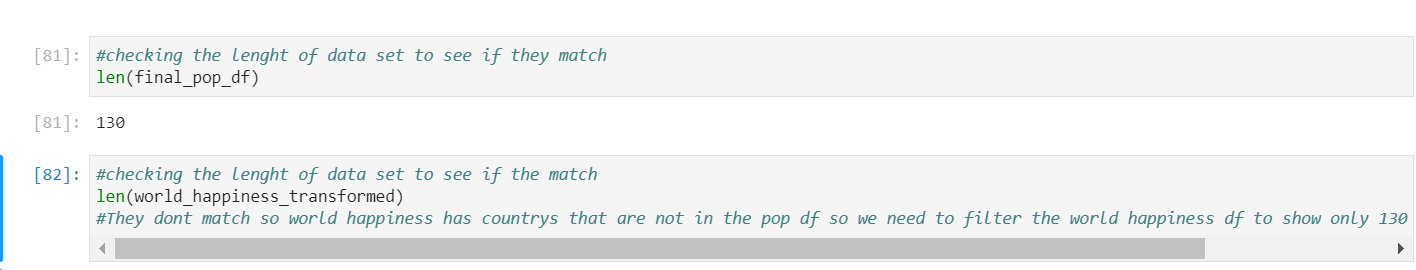 [81]: #checking the lenght of data set to see if they match
len(final_pop_df)
[81]: 130
[82]: #checking the lenght of data set to see if the match
len(world_happiness_transformed)
#They dont match so world happiness has countrys that are not in the pop df so we need to filter the world happiness df to show only 130